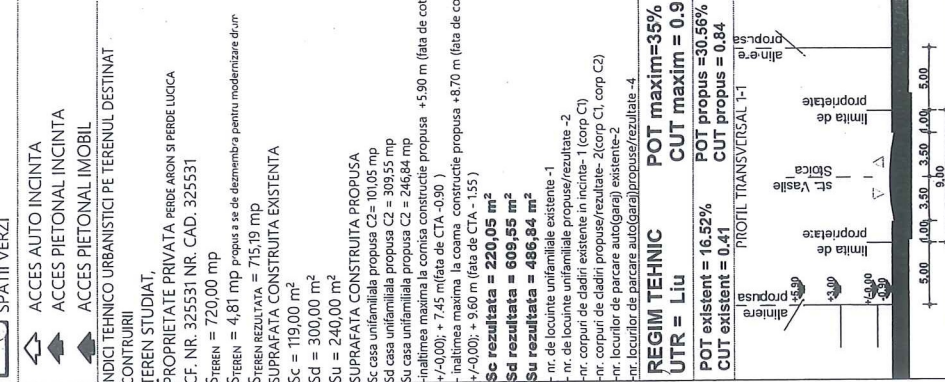 SPATII VERZI
ACCES AUTO INCINTA
ACCES PIETONAL INCINTA
ACCES PIETONAL IMOBIL
INDICI TEHNICO URBANISTICI PE TERENUL DESTINAT
CONTRUIRII
TEREN STUDIAT,
PROPRIETATE PRIVATA PERDE ARON SI PERDE LUCICA
CF. NR. 325531 NR. CAD. 325531
STEREN = 720,00 mp
STEREN = 4,81 mp propus a se de dezmembra pentru modernizare drum
STEREN REZULTATA = 715,19 mp
SUPRAFATA CONSTRUITA EXISTENTA
Sc = 119,00 m²
Sd = 300,00 m²
Su = 240,00 m²
SUPRAFATA CONSTRUITA PROPUSA
Sc casa unifamiliala propusa C2= 101,05 mp
Sd casa unifamiliala propusa C2 = 309,55 mp
Su casa unifamiliala propusa C2 = 246,84 mp
-inaltimea maxima la cornisa constructie propusa +5.90 m (fata de cot
+/-0,00); + 7.45 m(fata de CTA -0.90 )
- inaltimea maxima la coama constructie propusa +8.70 m (fata de co
+/-0,00); + 9.60 m (fata de CTA - 1.55 )
Sc rezultata = 220,05 m²
Sd rezultata = 609,55 m²
Su rezultata = 486,84 m²
- nr. de locuinte unifamiliale existente -1
- nr. de locuinte unifamiliale propuse/rezultate -2
-nr. corpuri de cladiri existente in incinta- 1 (corp C1)
-nr. corpuri de cladiri propuse/rezultate- 2(corp C1, corp C2)
-nr. locurilor de parcare auto(garaj) existente-2
-nr. locurilor de parcare auto(garaj)propuse/rezultate -4
REGIM TEHNIC POT maxim=35%
UTR = Liu CUT maxim = 0.9
POT existent = 16.52% POT propus =30.56%
CUT existent = 0.41 CUT propus = 0.84
PROFIL TRANSVERSAL 1-1
aliniere
propusa
limita de
proprietate
str. Vasile
Stoica
limita de
proprietate
aliniere
propusa
+5.90
+3.00
+/-0.00
-0.90
5.00 1.00 3.50 3.50 1.00 5.00
9.00